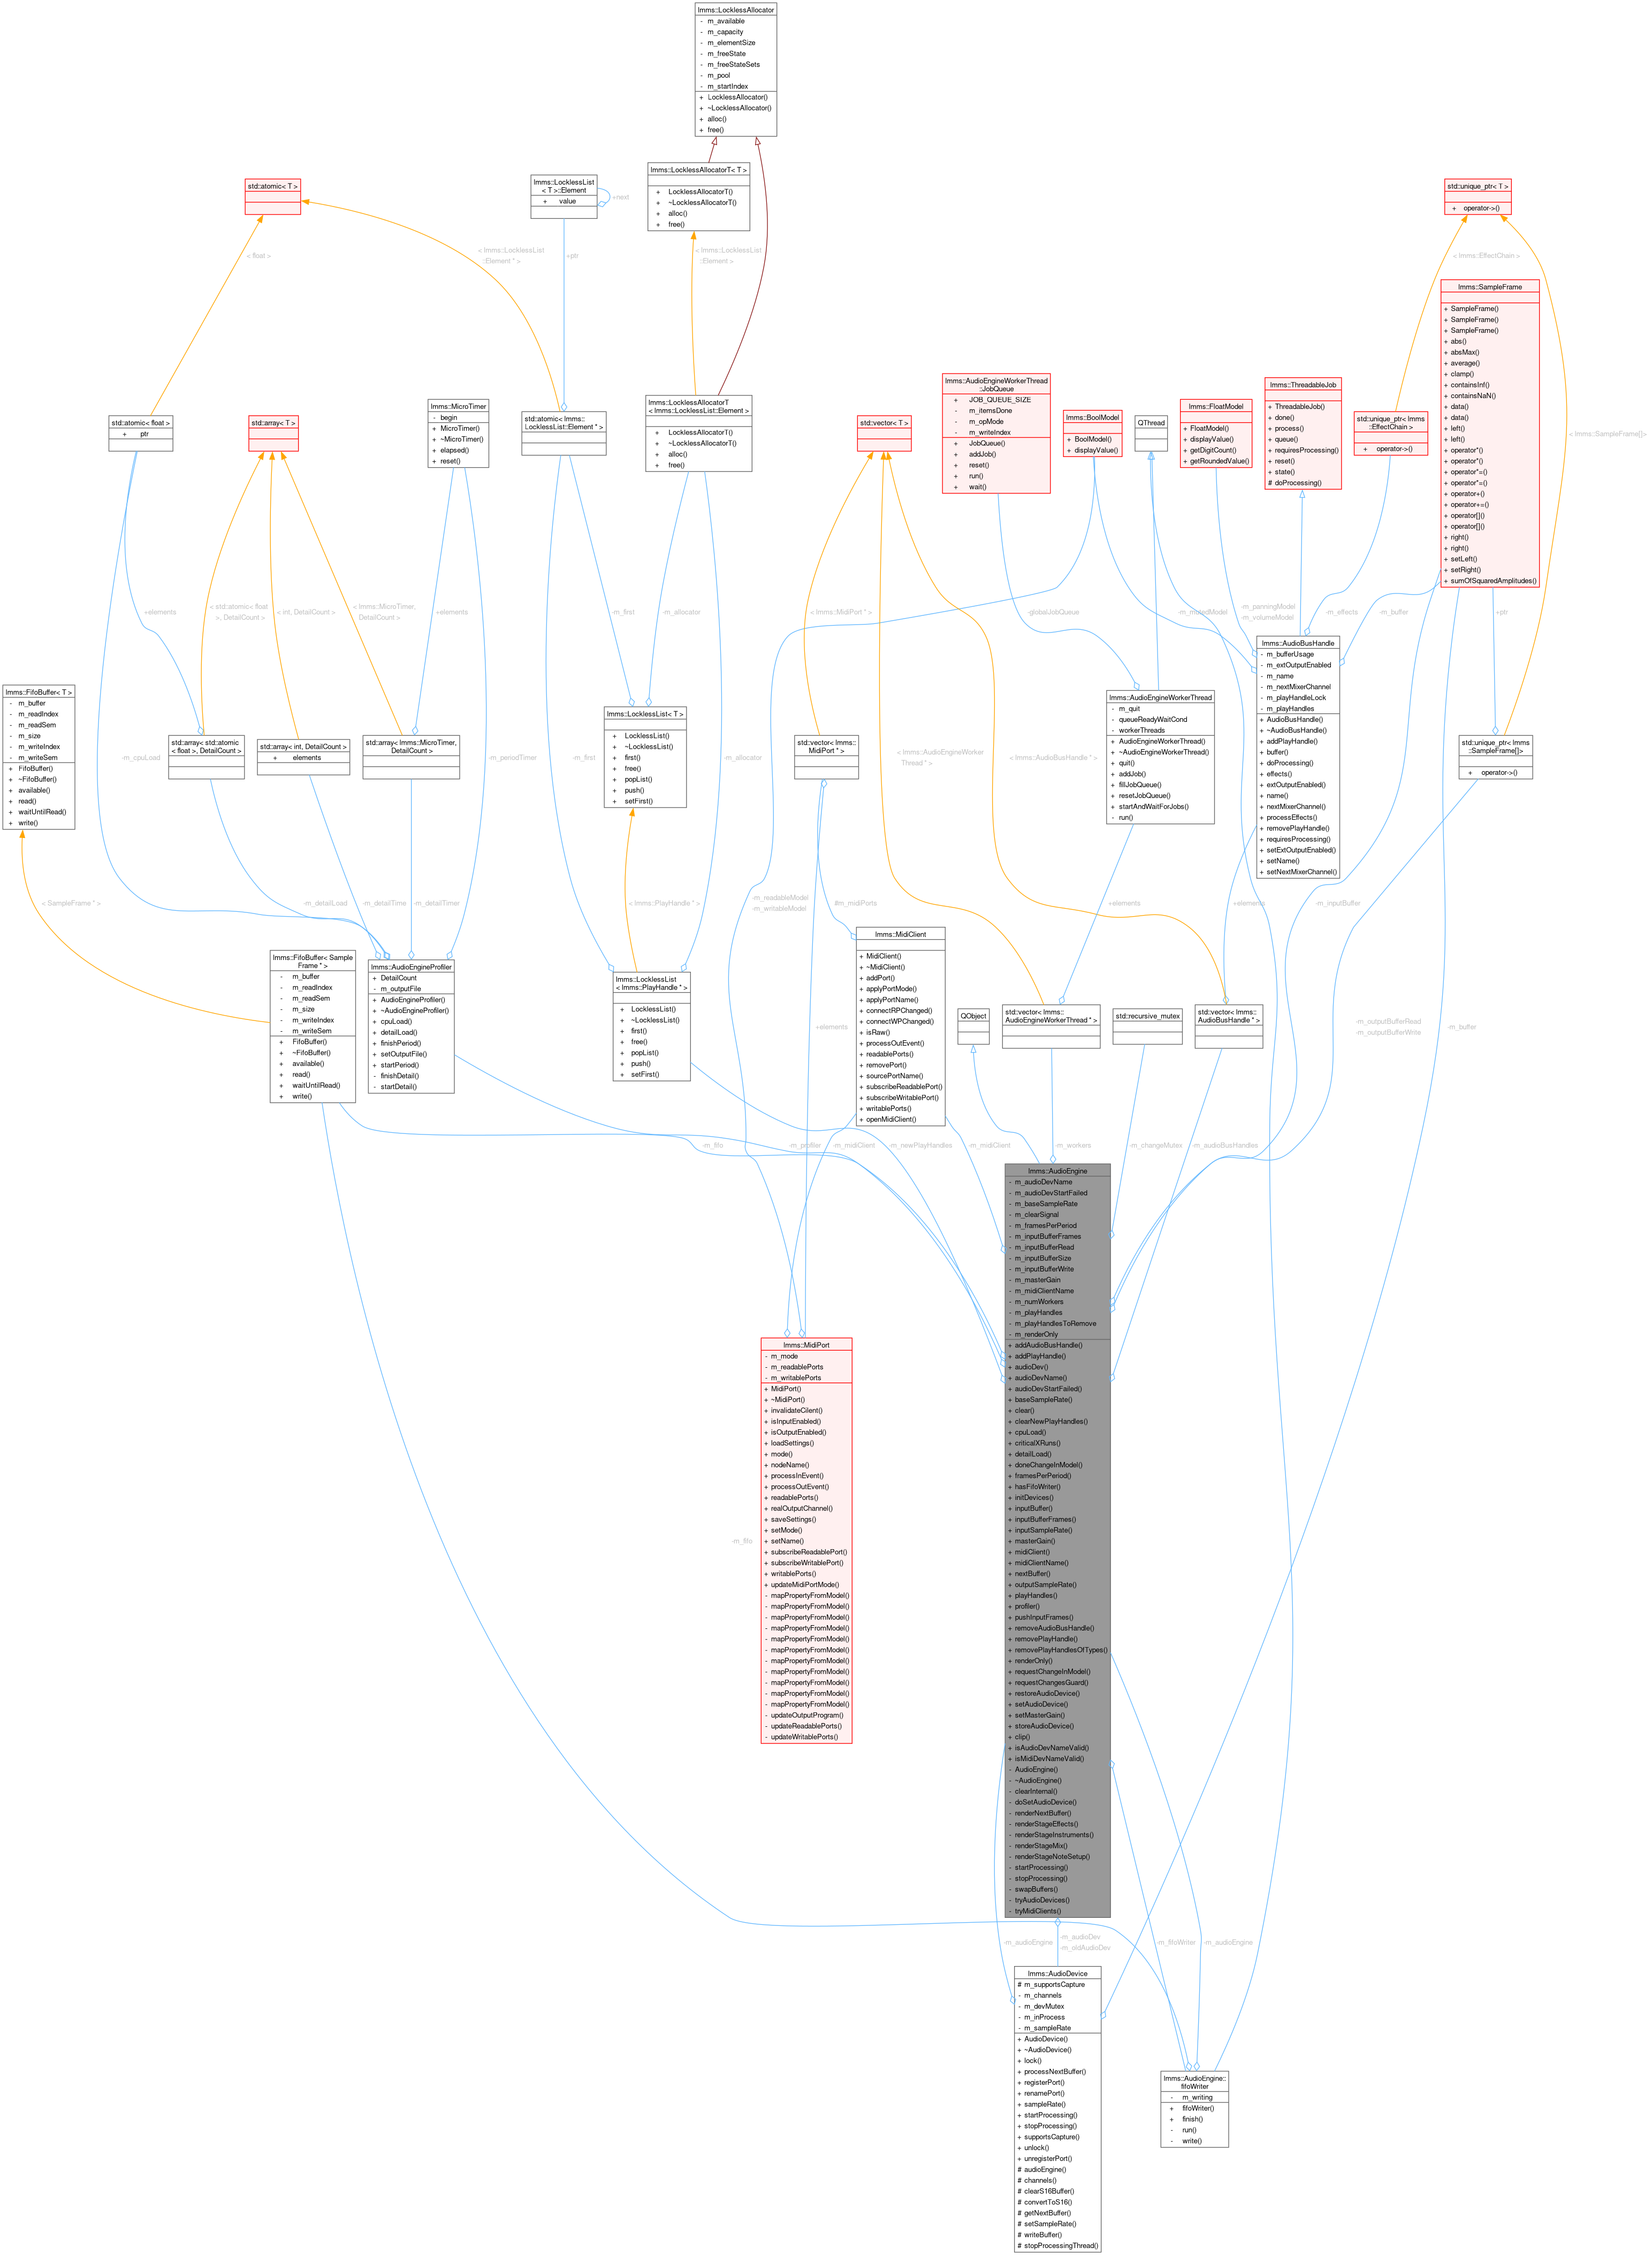 lmms::LocklessAllocator
- m_available
- m_capacity
- m_elementSize
- m_freeState
- m_freeStateSets
- m_pool
- m_startIndex
+ LocklessAllocator()
+ ~LocklessAllocator()
+ alloc()
+ free()
lmms::LocklessAllocatorT< T >
+ LocklessAllocatorT()
+ ~LocklessAllocatorT()
+ alloc()
+ free()
lmms::LocklessList
< T >::Element
+ value
+next
std::atomic< T >
std::unique_ptr< T >
+ operator->()
< float >
< lmms::LocklessList
::Element * >
+ptr
< lmms::LocklessList
::Element >
< lmms::EffectChain >
< lmms::SampleFrame[]>
lmms::SampleFrame
+ SampleFrame()
+ SampleFrame()
+ SampleFrame()
+ abs()
+ absMax()
+ average()
+ clamp()
+ containsInf()
+ containsNaN()
+ data()
+ data()
+ left()
+ left()
+ operator*()
+ operator*()
+ operator*=()
+ operator*=()
+ operator+()
+ operator+=()
+ operator[]()
+ operator[]()
+ right()
+ right()
+ setLeft()
+ setRight()
+ sumOfSquaredAmplitudes()
std::atomic< float >
+ ptr
std::array< T >
lmms::MicroTimer
- begin
+ MicroTimer()
+ ~MicroTimer()
+ elapsed()
+ reset()
std::atomic< lmms::
LocklessList::Element * >
lmms::LocklessAllocatorT
< lmms::LocklessList::Element >
+ LocklessAllocatorT()
+ ~LocklessAllocatorT()
+ alloc()
+ free()
std::vector< T >
lmms::AudioEngineWorkerThread
::JobQueue
+ JOB_QUEUE_SIZE
- m_itemsDone
- m_opMode
- m_writeIndex
+ JobQueue()
+ addJob()
+ reset()
+ run()
+ wait()
lmms::BoolModel
+ BoolModel()
+ displayValue()
QThread
lmms::FloatModel
+ FloatModel()
+ displayValue()
+ getDigitCount()
+ getRoundedValue()
lmms::ThreadableJob
+ ThreadableJob()
+ done()
+ process()
+ queue()
+ requiresProcessing()
+ reset()
+ state()
# doProcessing()
std::unique_ptr< lmms
::EffectChain >
+ operator->()
+elements
< std::atomic< float
>, DetailCount >
< int, DetailCount >
< lmms::MicroTimer,
DetailCount >
+elements
-m_first
-m_allocator
< lmms::MidiPort * >
-globalJobQueue
-m_mutedModel
-m_panningModel
-m_volumeModel
-m_effects
-m_buffer
+ptr
lmms::FifoBuffer< T >
- m_buffer
- m_readIndex
- m_readSem
- m_size
- m_writeIndex
- m_writeSem
+ FifoBuffer()
+ ~FifoBuffer()
+ available()
+ read()
+ waitUntilRead()
+ write()
-m_cpuLoad
std::array< std::atomic
< float >, DetailCount >
std::array< int, DetailCount >
+ elements
std::array< lmms::MicroTimer,
DetailCount >
-m_periodTimer
-m_first
lmms::LocklessList< T >
+ LocklessList()
+ ~LocklessList()
+ first()
+ free()
+ popList()
+ push()
+ setFirst()
-m_allocator
std::vector< lmms::
MidiPort * >
< lmms::AudioEngineWorker
Thread * >
< lmms::AudioBusHandle * >
lmms::AudioEngineWorkerThread
- m_quit
- queueReadyWaitCond
- workerThreads
+ AudioEngineWorkerThread()
+ ~AudioEngineWorkerThread()
+ quit()
+ addJob()
+ fillJobQueue()
+ resetJobQueue()
+ startAndWaitForJobs()
- run()
lmms::AudioBusHandle
- m_bufferUsage
- m_extOutputEnabled
- m_name
- m_nextMixerChannel
- m_playHandleLock
- m_playHandles
+ AudioBusHandle()
+ ~AudioBusHandle()
+ addPlayHandle()
+ buffer()
+ doProcessing()
+ effects()
+ extOutputEnabled()
+ name()
+ nextMixerChannel()
+ processEffects()
+ removePlayHandle()
+ requiresProcessing()
+ setExtOutputEnabled()
+ setName()
+ setNextMixerChannel()
std::unique_ptr< lmms
::SampleFrame[]>
+ operator->()
< SampleFrame * >
-m_detailLoad
-m_detailTime
-m_detailTimer
< lmms::PlayHandle * >
-m_readableModel
-m_writableModel
#m_midiPorts
+elements
+elements
-m_inputBuffer
lmms::FifoBuffer< Sample
Frame * >
- m_buffer
- m_readIndex
- m_readSem
- m_size
- m_writeIndex
- m_writeSem
+ FifoBuffer()
+ ~FifoBuffer()
+ available()
+ read()
+ waitUntilRead()
+ write()
lmms::AudioEngineProfiler
+ DetailCount
- m_outputFile
+ AudioEngineProfiler()
+ ~AudioEngineProfiler()
+ cpuLoad()
+ detailLoad()
+ finishPeriod()
+ setOutputFile()
+ startPeriod()
- finishDetail()
- startDetail()
lmms::LocklessList
< lmms::PlayHandle * >
+ LocklessList()
+ ~LocklessList()
+ first()
+ free()
+ popList()
+ push()
+ setFirst()
+elements
lmms::MidiClient
+ MidiClient()
+ ~MidiClient()
+ addPort()
+ applyPortMode()
+ applyPortName()
+ connectRPChanged()
+ connectWPChanged()
+ isRaw()
+ processOutEvent()
+ readablePorts()
+ removePort()
+ sourcePortName()
+ subscribeReadablePort()
+ subscribeWritablePort()
+ writablePorts()
+ openMidiClient()
QObject
std::vector< lmms::
AudioEngineWorkerThread * >
std::recursive_mutex
std::vector< lmms::
AudioBusHandle * >
-m_outputBufferRead
-m_outputBufferWrite
-m_buffer
-m_fifo
-m_profiler
-m_midiClient
-m_newPlayHandles
-m_midiClient
-m_workers
-m_changeMutex
-m_audioBusHandles
lmms::AudioEngine
- m_audioDevName
- m_audioDevStartFailed
- m_baseSampleRate
- m_clearSignal
- m_framesPerPeriod
- m_inputBufferFrames
- m_inputBufferRead
- m_inputBufferSize
- m_inputBufferWrite
- m_masterGain
- m_midiClientName
- m_numWorkers
- m_playHandles
- m_playHandlesToRemove
- m_renderOnly
+ addAudioBusHandle()
+ addPlayHandle()
+ audioDev()
+ audioDevName()
+ audioDevStartFailed()
+ baseSampleRate()
+ clear()
+ clearNewPlayHandles()
+ cpuLoad()
+ criticalXRuns()
+ detailLoad()
+ doneChangeInModel()
+ framesPerPeriod()
+ hasFifoWriter()
+ initDevices()
+ inputBuffer()
+ inputBufferFrames()
+ inputSampleRate()
+ masterGain()
+ midiClient()
+ midiClientName()
+ nextBuffer()
+ outputSampleRate()
+ playHandles()
+ profiler()
+ pushInputFrames()
+ removeAudioBusHandle()
+ removePlayHandle()
+ removePlayHandlesOfTypes()
+ renderOnly()
+ requestChangeInModel()
+ requestChangesGuard()
+ restoreAudioDevice()
+ setAudioDevice()
+ setMasterGain()
+ storeAudioDevice()
+ clip()
+ isAudioDevNameValid()
+ isMidiDevNameValid()
- AudioEngine()
- ~AudioEngine()
- clearInternal()
- doSetAudioDevice()
- renderNextBuffer()
- renderStageEffects()
- renderStageInstruments()
- renderStageMix()
- renderStageNoteSetup()
- startProcessing()
- stopProcessing()
- swapBuffers()
- tryAudioDevices()
- tryMidiClients()
lmms::MidiPort
- m_mode
- m_readablePorts
- m_writablePorts
+ MidiPort()
+ ~MidiPort()
+ invalidateCilent()
+ isInputEnabled()
+ isOutputEnabled()
+ loadSettings()
+ mode()
+ nodeName()
+ processInEvent()
+ processOutEvent()
+ readablePorts()
+ realOutputChannel()
+ saveSettings()
+ setMode()
+ setName()
+ subscribeReadablePort()
+ subscribeWritablePort()
+ writablePorts()
+ updateMidiPortMode()
- mapPropertyFromModel()
- mapPropertyFromModel()
- mapPropertyFromModel()
- mapPropertyFromModel()
- mapPropertyFromModel()
- mapPropertyFromModel()
- mapPropertyFromModel()
- mapPropertyFromModel()
- mapPropertyFromModel()
- mapPropertyFromModel()
- mapPropertyFromModel()
- updateOutputProgram()
- updateReadablePorts()
- updateWritablePorts()
-m_fifo
-m_audioEngine
-m_audioDev
-m_oldAudioDev
-m_fifoWriter
-m_audioEngine
lmms::AudioDevice
# m_supportsCapture
- m_channels
- m_devMutex
- m_inProcess
- m_sampleRate
+ AudioDevice()
+ ~AudioDevice()
+ lock()
+ processNextBuffer()
+ registerPort()
+ renamePort()
+ sampleRate()
+ startProcessing()
+ stopProcessing()
+ supportsCapture()
+ unlock()
+ unregisterPort()
# audioEngine()
# channels()
# clearS16Buffer()
# convertToS16()
# getNextBuffer()
# setSampleRate()
# writeBuffer()
# stopProcessingThread()
lmms::AudioEngine::
fifoWriter
- m_writing
+ fifoWriter()
+ finish()
- run()
- write()